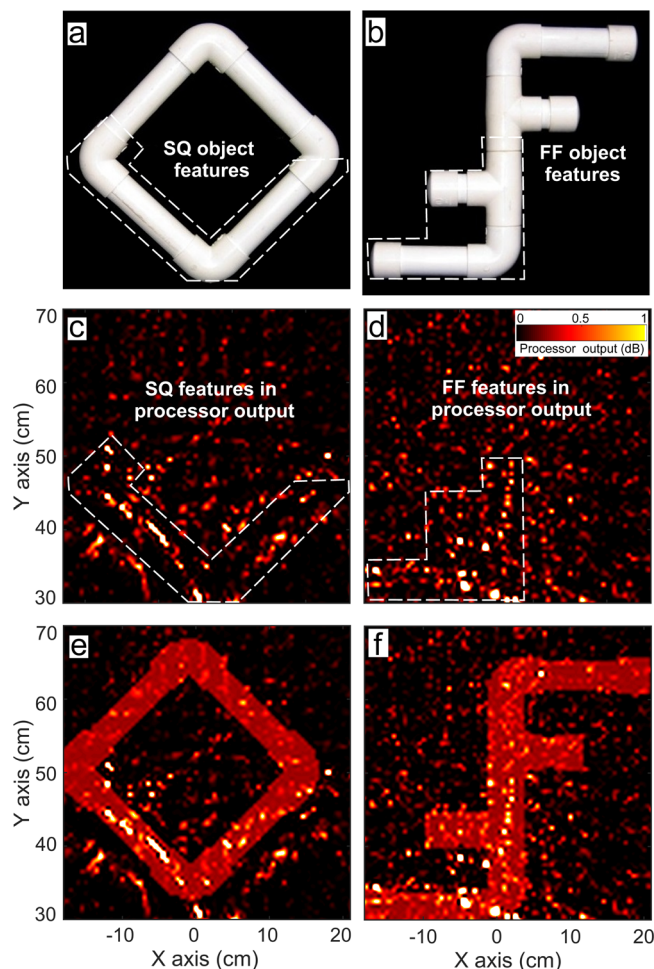 a
b
SQ object
features
FF object
features
c
d
0 0.5 1
Processor output (dB)
SQ features in
processor output
FF features in
processor output
70
60
50
40
30
Y axis (cm)
e
f
70
60
50
40
30
Y axis (cm)
-10 0 10 20
-10 0 10 20
X axis (cm)
X axis (cm)